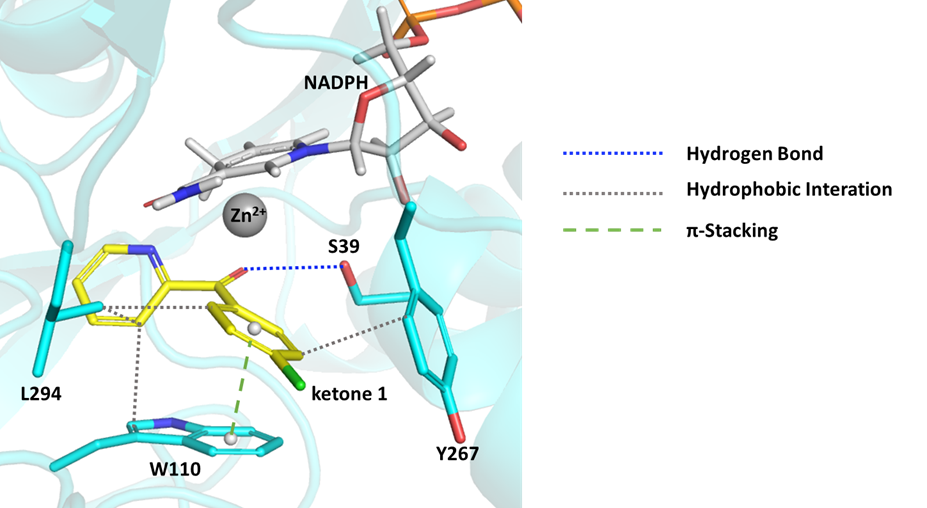 NADPH
Zn²⁺
S39
L294
ketone 1
W110
Y267
Hydrogen Bond
Hydrophobic Interation
π-Stacking